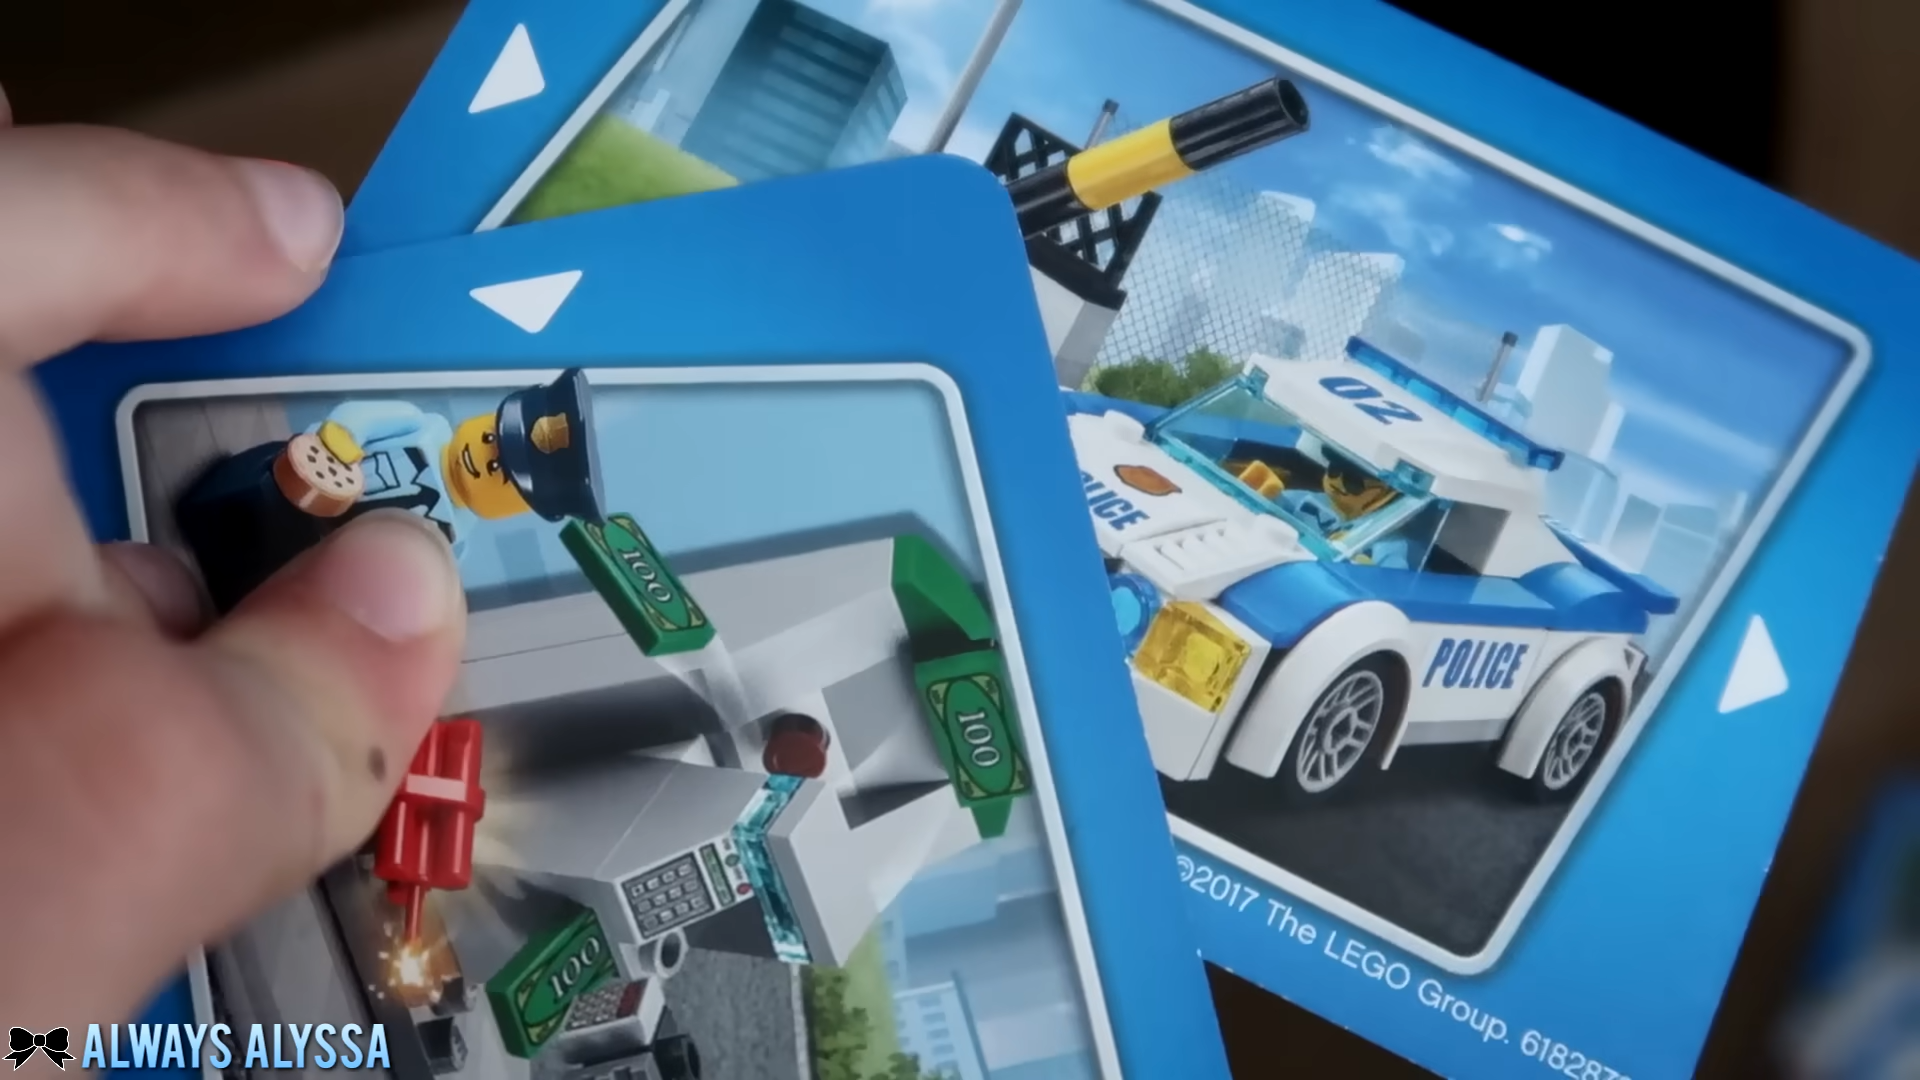 02
POLICE
POLICE
100
100
100
©2017 The LEGO Group.
ALWAYS ALYSSA